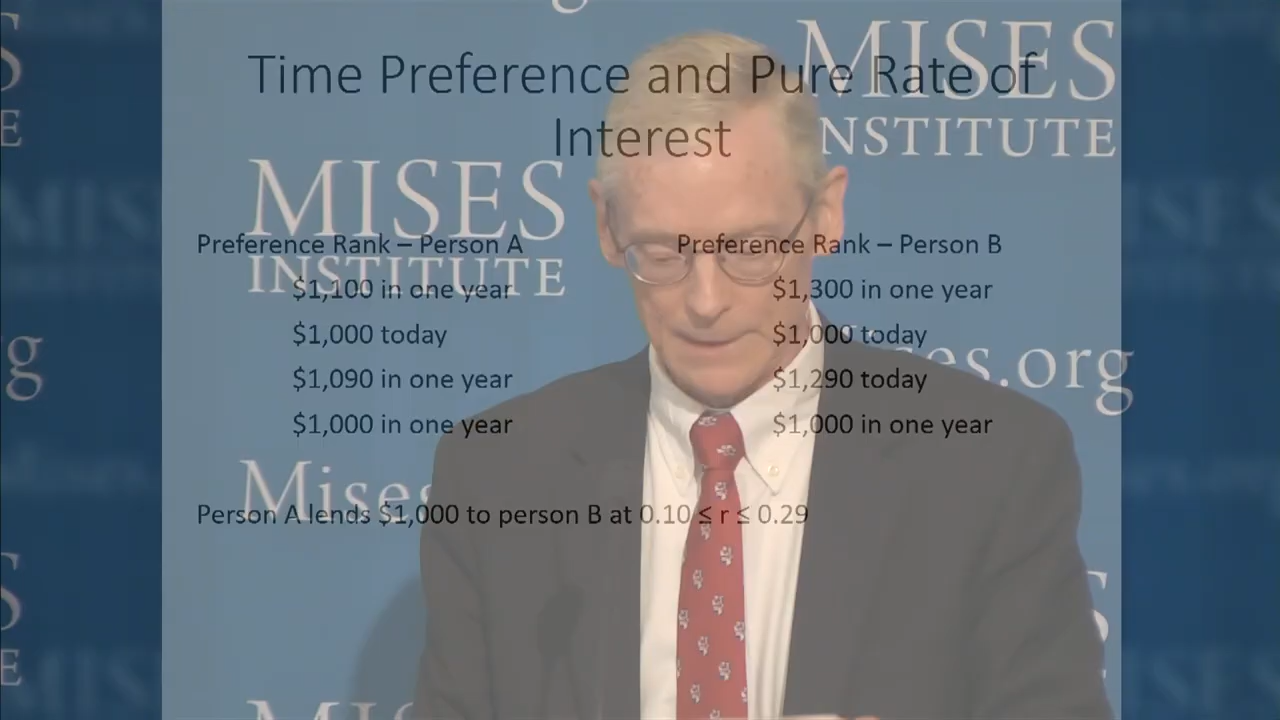 Time Preference and Pure Rate of
Interest
MISES
INSTITUTE
MISES
INSTITUTE
Preference Rank – Person A
$1,100 in one year
$1,000 today
$1,090 in one year
$1,000 in one year
Preference Rank – Person B
$1,300 in one year
$1,000 today
$1,290 today
$1,000 in one year
Mises.org
Mises
Person A lends $1,000 to person B at 0.10 ≤ r ≤ 0.29